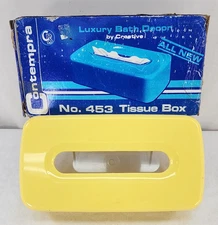 Contempra
Luxury Bath Decor
by Creative
ALL NEW
No. 453 Tissue Box